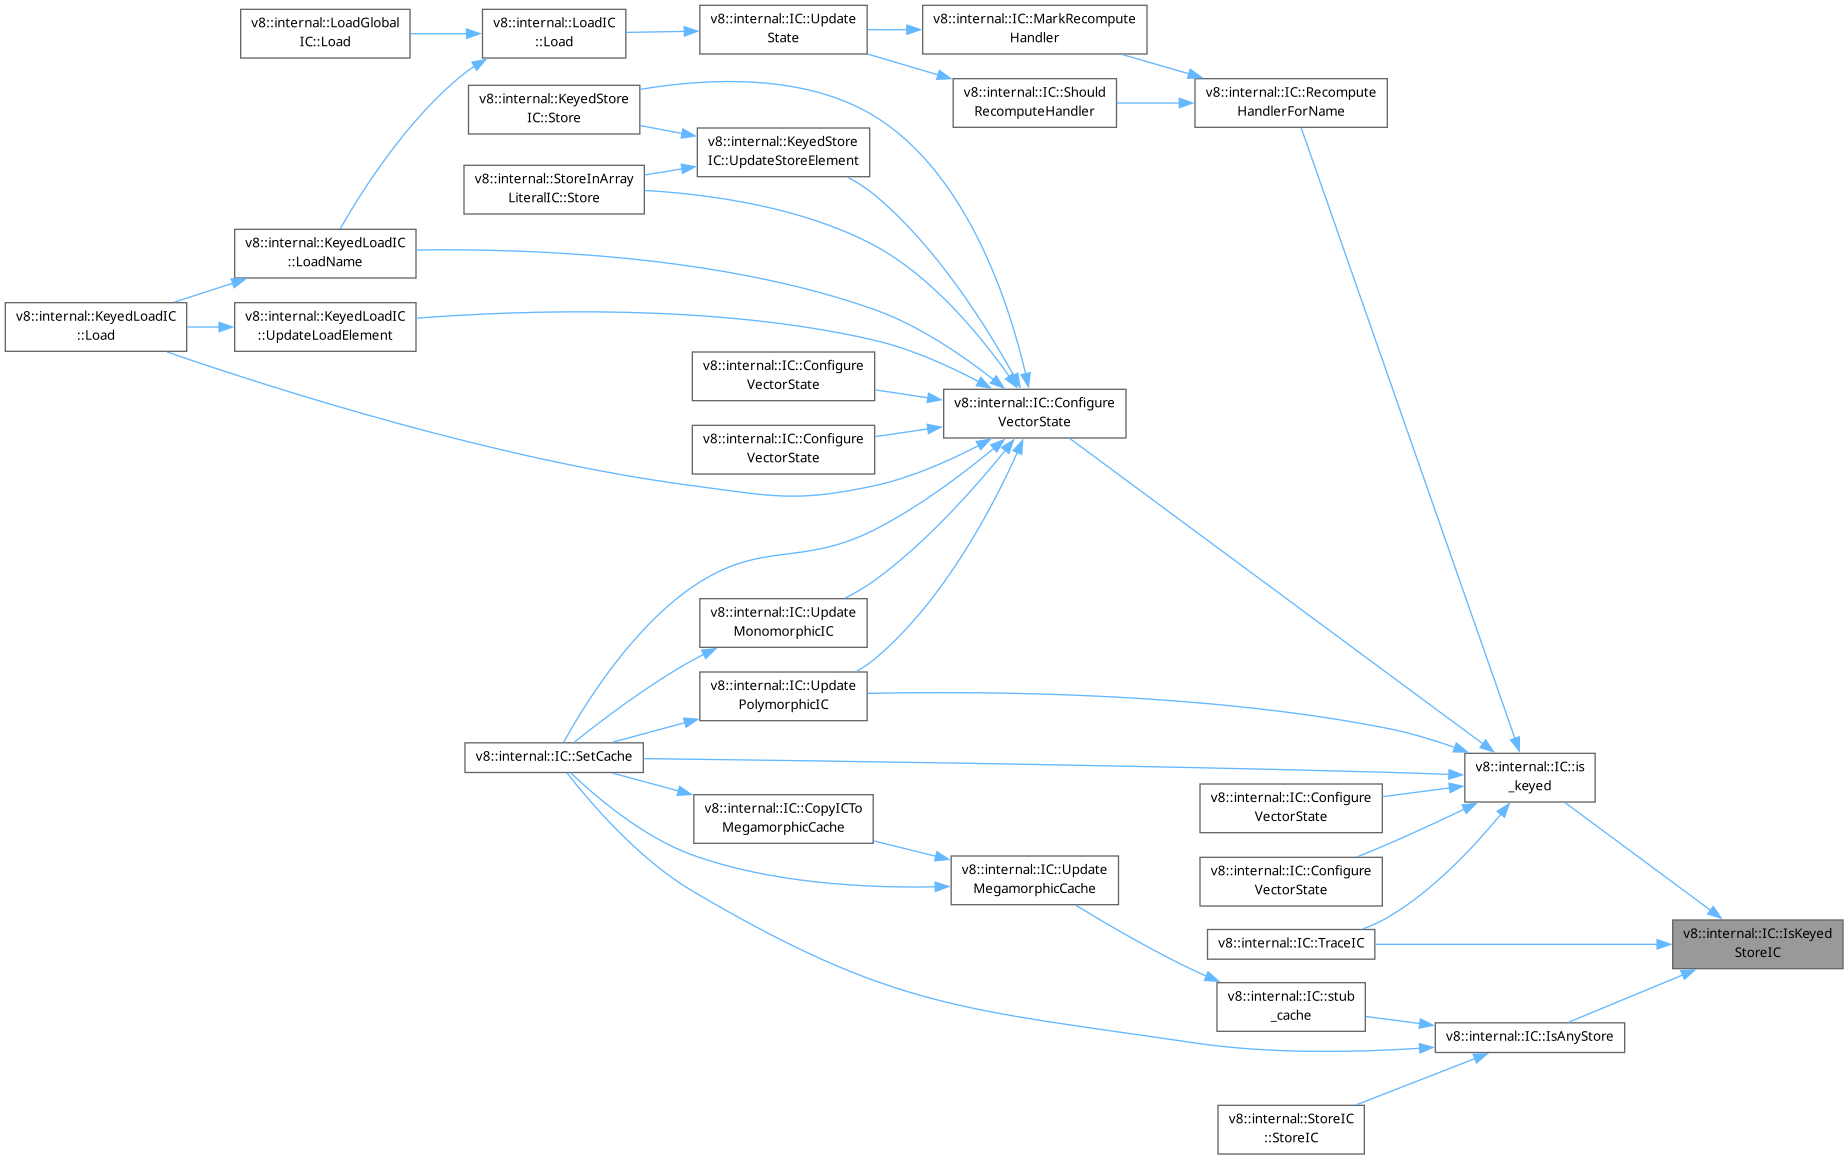 v8::internal::LoadGlobal
IC::Load
v8::internal::LoadIC
::Load
v8::internal::IC::Update
State
v8::internal::IC::MarkRecompute
Handler
v8::internal::KeyedStore
IC::Store
v8::internal::IC::Should
RecomputeHandler
v8::internal::IC::Recompute
HandlerForName
v8::internal::KeyedStore
IC::UpdateStoreElement
v8::internal::StoreInArray
LiteralIC::Store
v8::internal::KeyedLoadIC
::LoadName
v8::internal::KeyedLoadIC
::Load
v8::internal::KeyedLoadIC
::UpdateLoadElement
v8::internal::IC::Configure
VectorState
v8::internal::IC::Configure
VectorState
v8::internal::IC::Configure
VectorState
v8::internal::IC::Update
MonomorphicIC
v8::internal::IC::Update
PolymorphicIC
v8::internal::IC::SetCache
v8::internal::IC::is
_keyed
v8::internal::IC::CopyICTo
MegamorphicCache
v8::internal::IC::Configure
VectorState
v8::internal::IC::Update
MegamorphicCache
v8::internal::IC::Configure
VectorState
v8::internal::IC::TraceIC
v8::internal::IC::IsKeyed
StoreIC
v8::internal::IC::stub
_cache
v8::internal::IC::IsAnyStore
v8::internal::StoreIC
::StoreIC